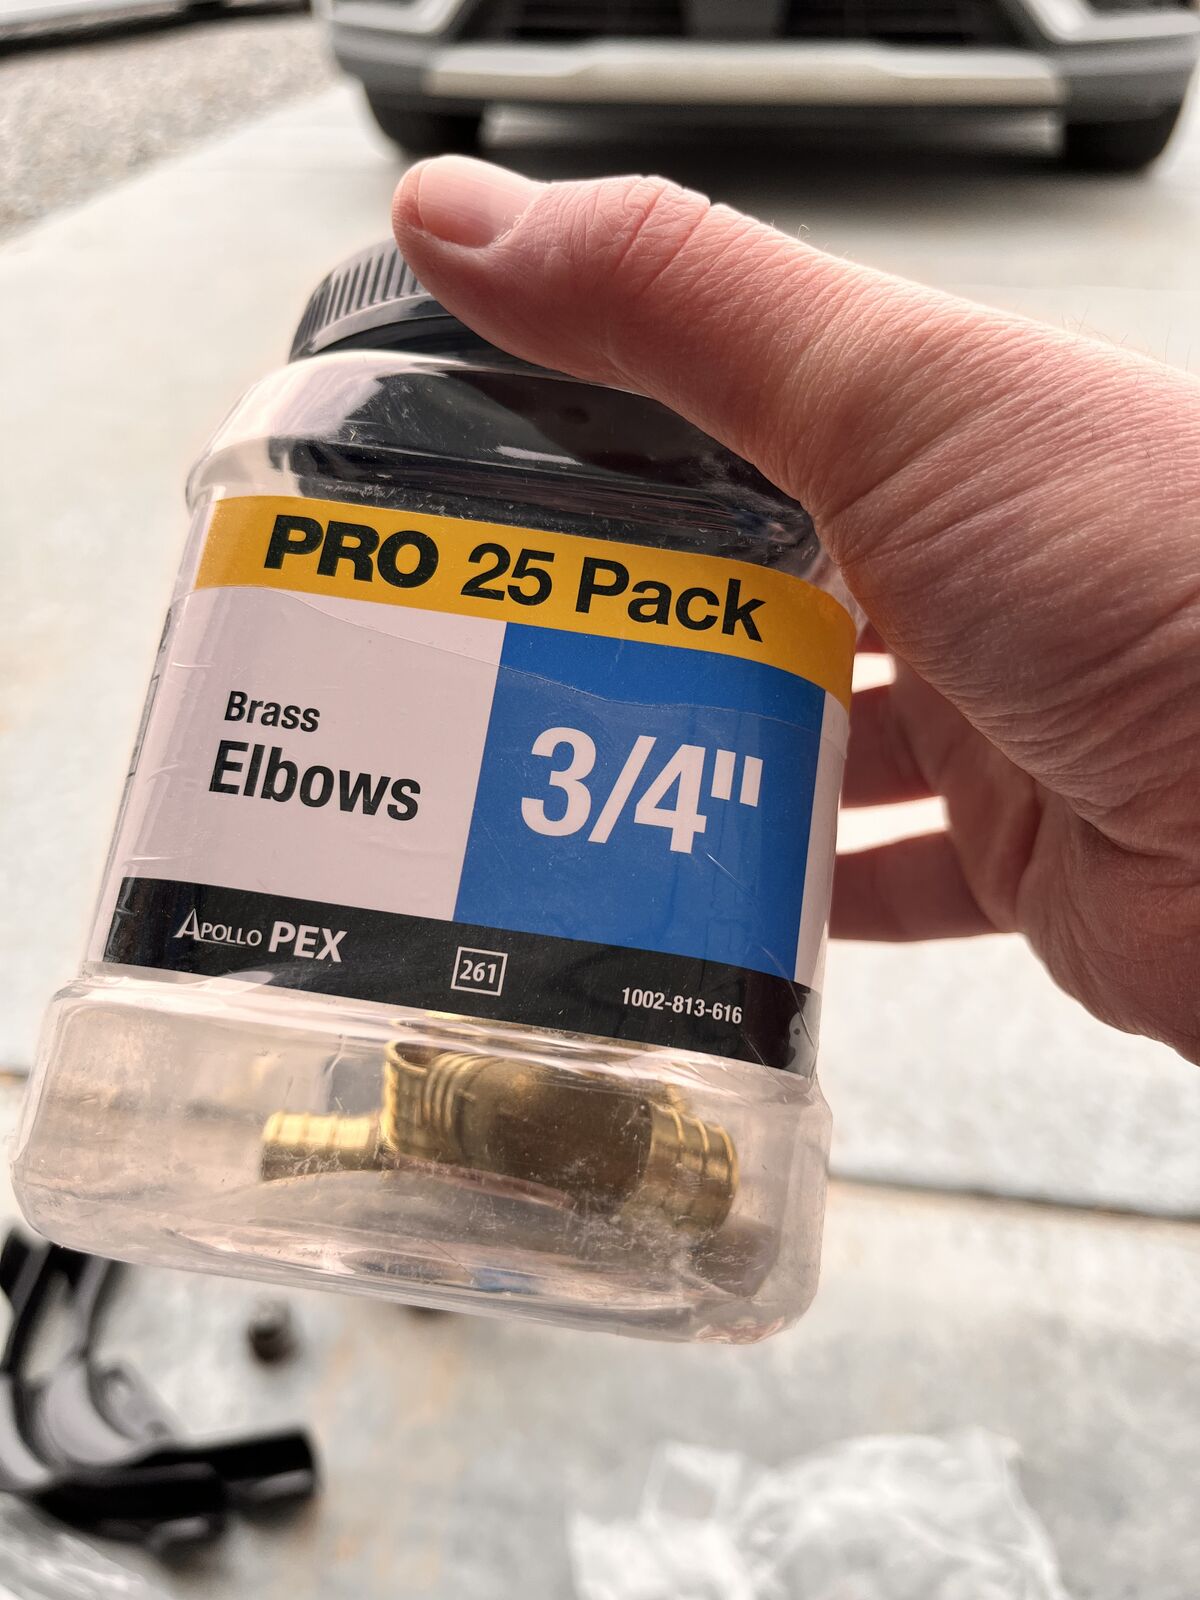 PRO 25 Pack
Brass
Elbows
3/4"
APOLLO PEX
261
1002-813-616